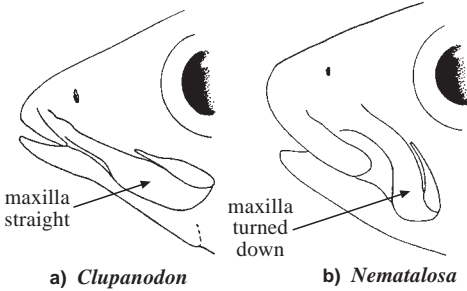 maxilla
straight
maxilla
turned
down
a) Clupanodon
b) Nematalosa